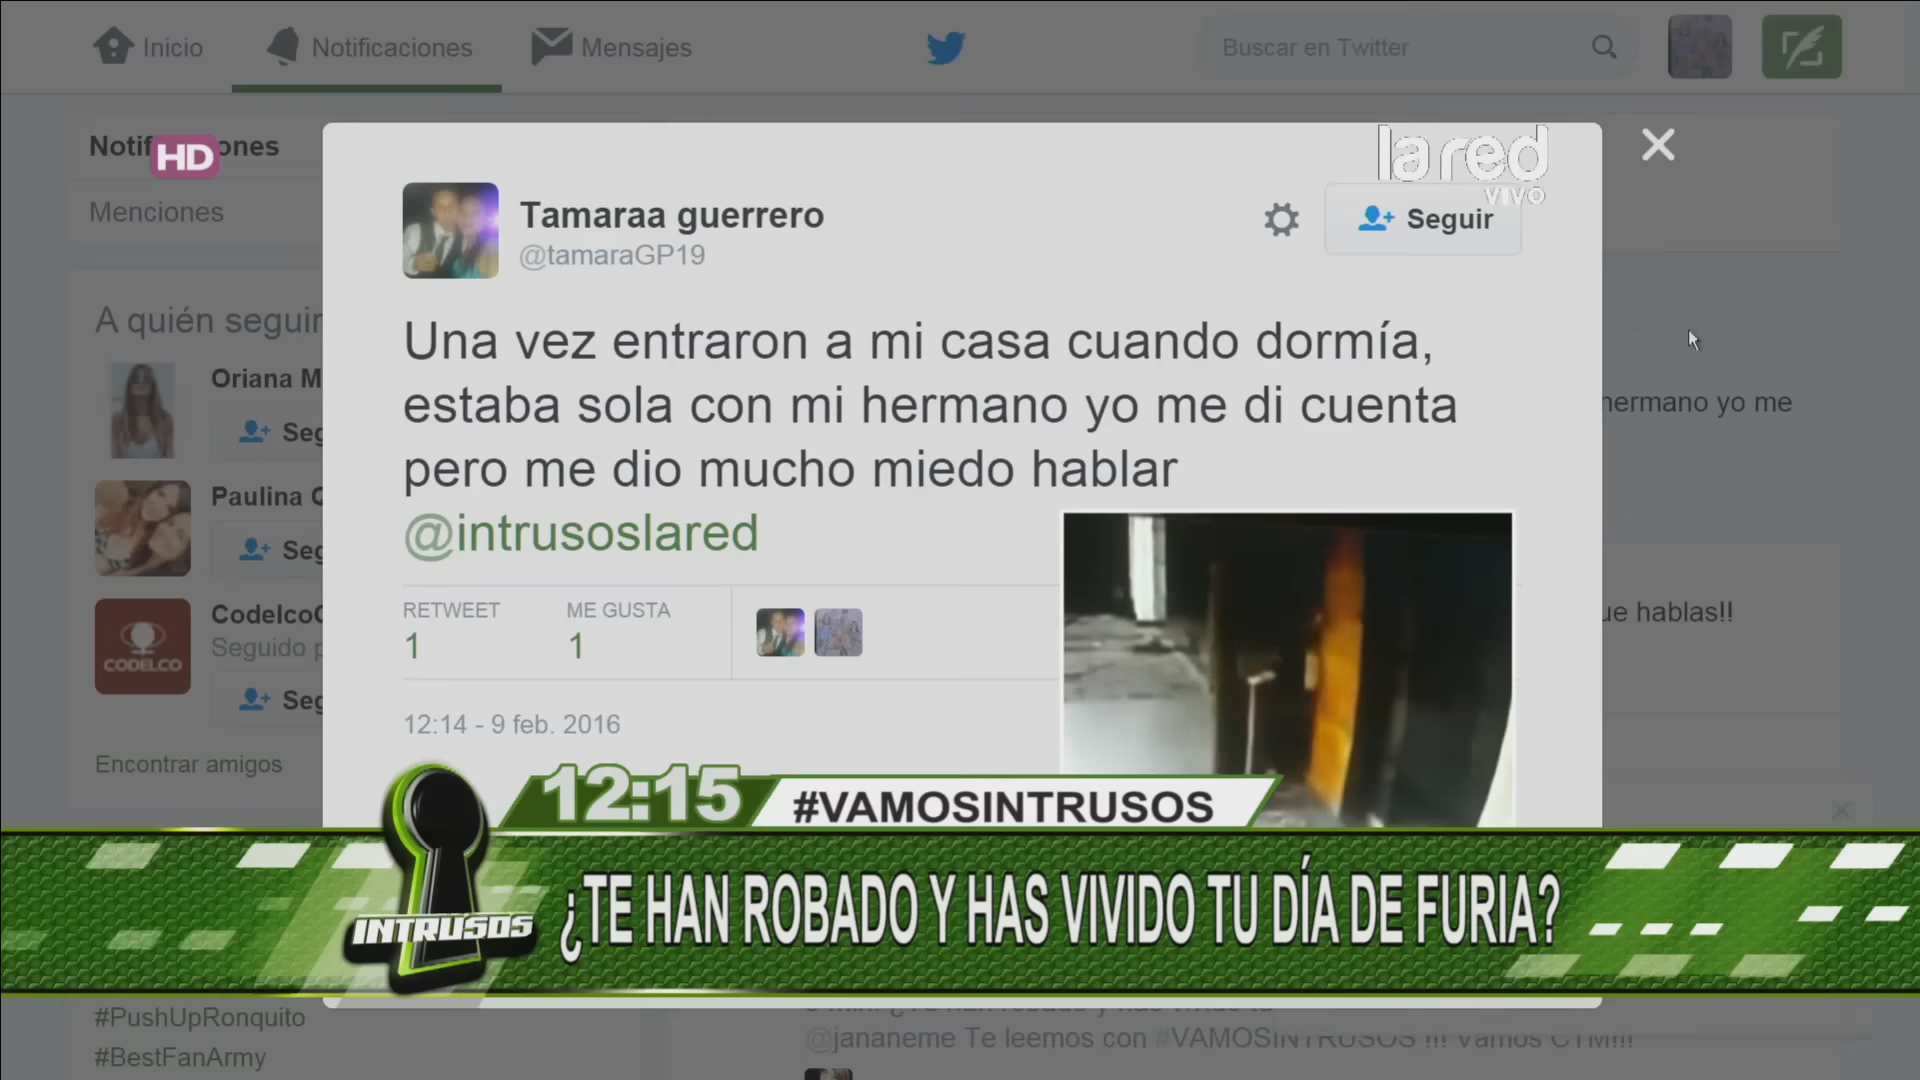 Inicio
Notificaciones
Mensajes
Buscar en Twitter
HD
Menciones
la red
VIVO
Tamaraa guerrero
@tamaraGP19
Seguir
A quién seguir
Oriana M
Seg
Paulina
Seg
CODELCO
Seguido p
Seg
Encontrar amigos
Una vez entraron a mi casa cuando dormía,
estaba sola con mi hermano yo me di cuenta
pero me dio mucho miedo hablar
@intrusoslared
hermano yo me
hablas!!
RETWEET
1
ME GUSTA
1
12:14 - 9 feb. 2016
12:15
#VAMOSINTRUSOS
INTRUSOS
¿TE HAN ROBADO Y HAS VIVIDO TU DÍA DE FURIA?
#PushUpRonquito
#BestFanArmy
@jananeme Te leemos con #VAMOSINTRUSOS !!! Vamos CTM!!!